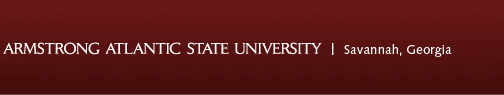 ARMSTRONG ATLANTIC STATE UNIVERSITY | Savannah, Georgia